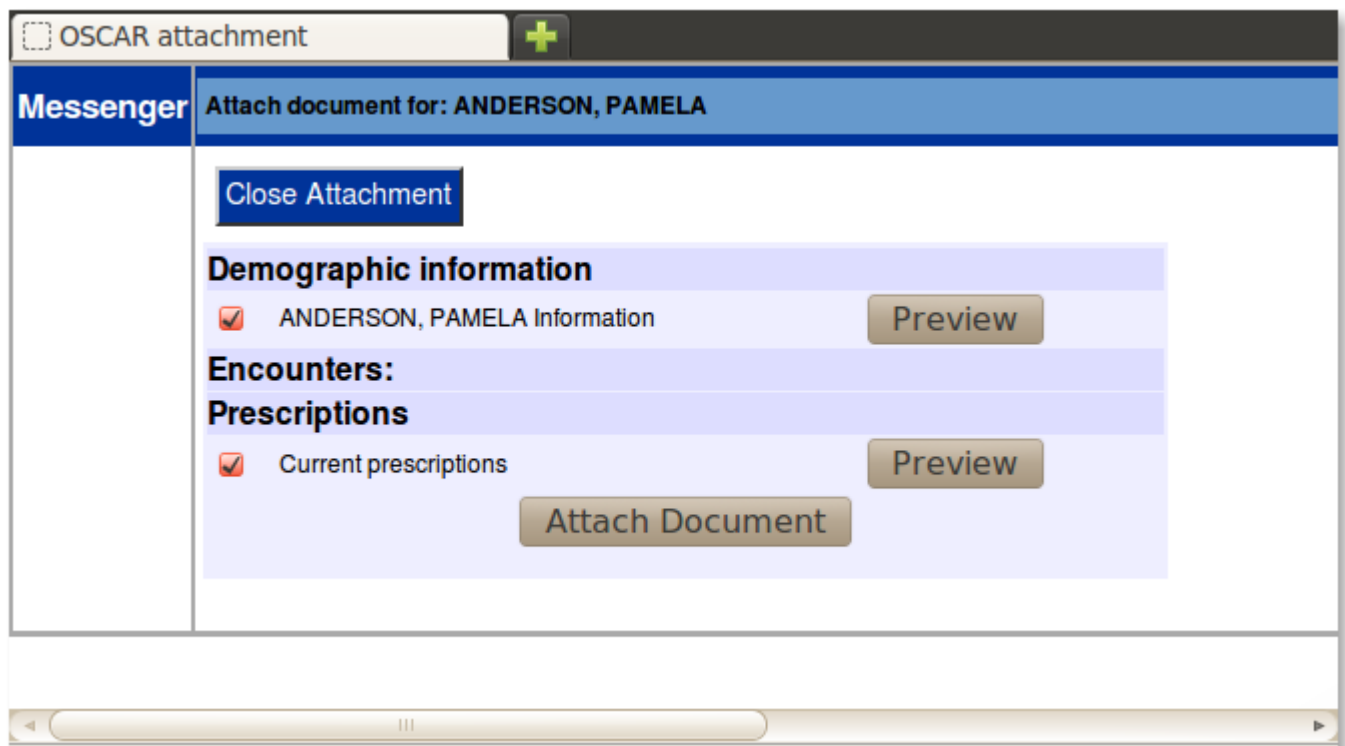 OSCAR attachment
Messenger
Attach document for: ANDERSON, PAMELA
Close Attachment
Demographic information
ANDERSON, PAMELA Information Preview
Encounters:
Prescriptions
Current prescriptions Preview
Attach Document